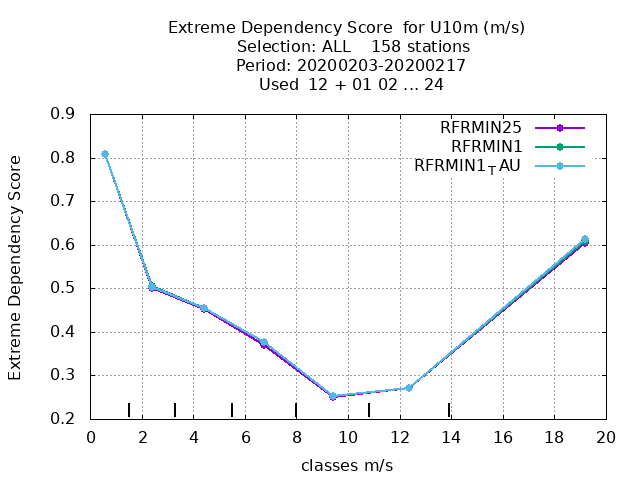 Extreme Dependency Score  for U10m (m/s)
Selection: ALL    158 stations
Period: 20200203-20200217
Used  12 + 01 02 ... 24
RFRMIN25
RFRMIN1
RFRMIN1TAU
Extreme Dependency Score
0.9
0.8
0.7
0.6
0.5
0.4
0.3
0.2
0 2 4 6 8 10 12 14 16 18 20
classes m/s